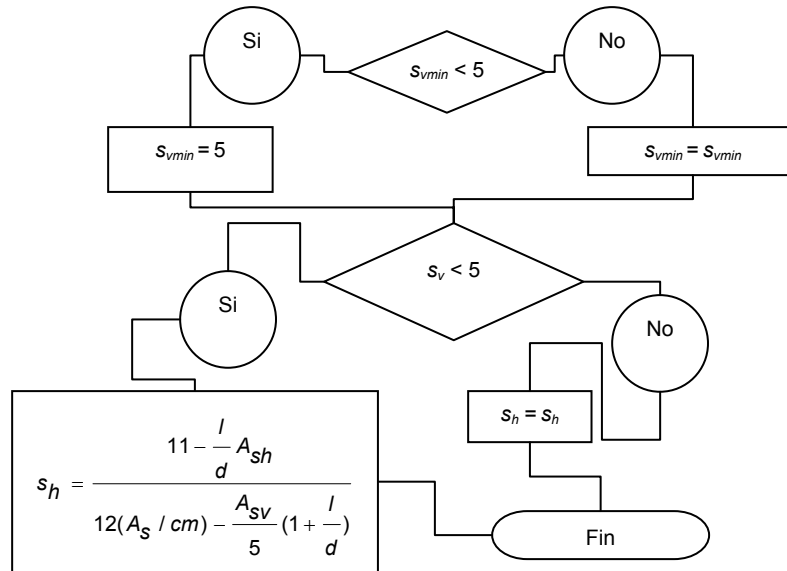 Si
s_vmin < 5
No
s_vmin = 5
s_vmin = s_vmin
s_v < 5
Si
No
s_h = s_h
s_h = (11 - (l/d) A_sh) / (12(A_s / cm) - (A_sv/5)(1 + l/d))
Fin